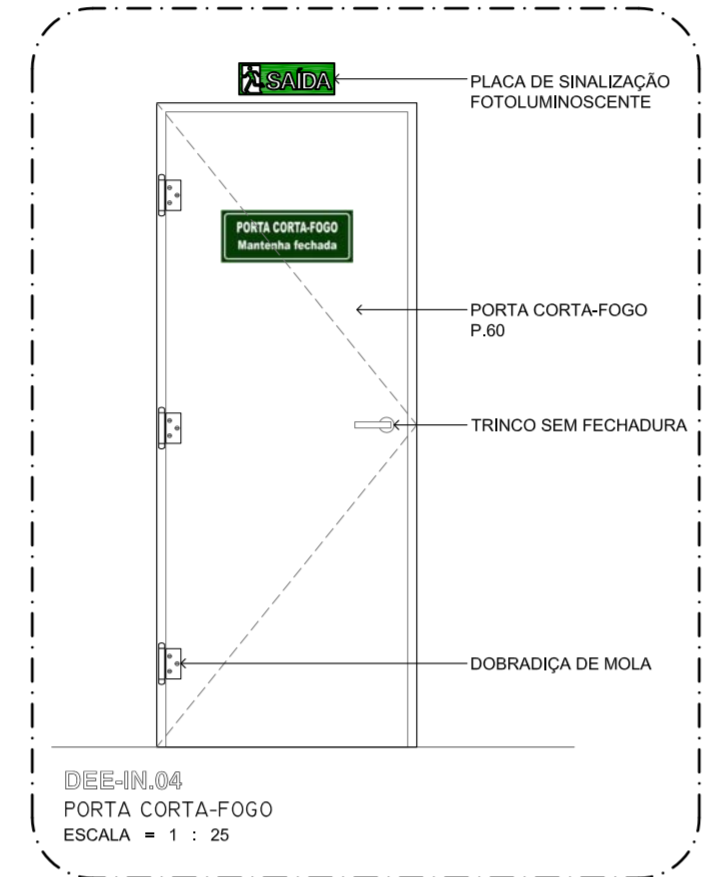 SAÍDA
PLACA DE SINALIZAÇÃO
FOTOLUMINOSCENTE
PORTA CORTA-FOGO
Mantenha fechada
PORTA CORTA-FOGO
P.60
TRINCO SEM FECHADURA
DOBRADIÇA DE MOLA
DEE-IN.04
PORTA CORTA-FOGO
ESCALA = 1 : 25